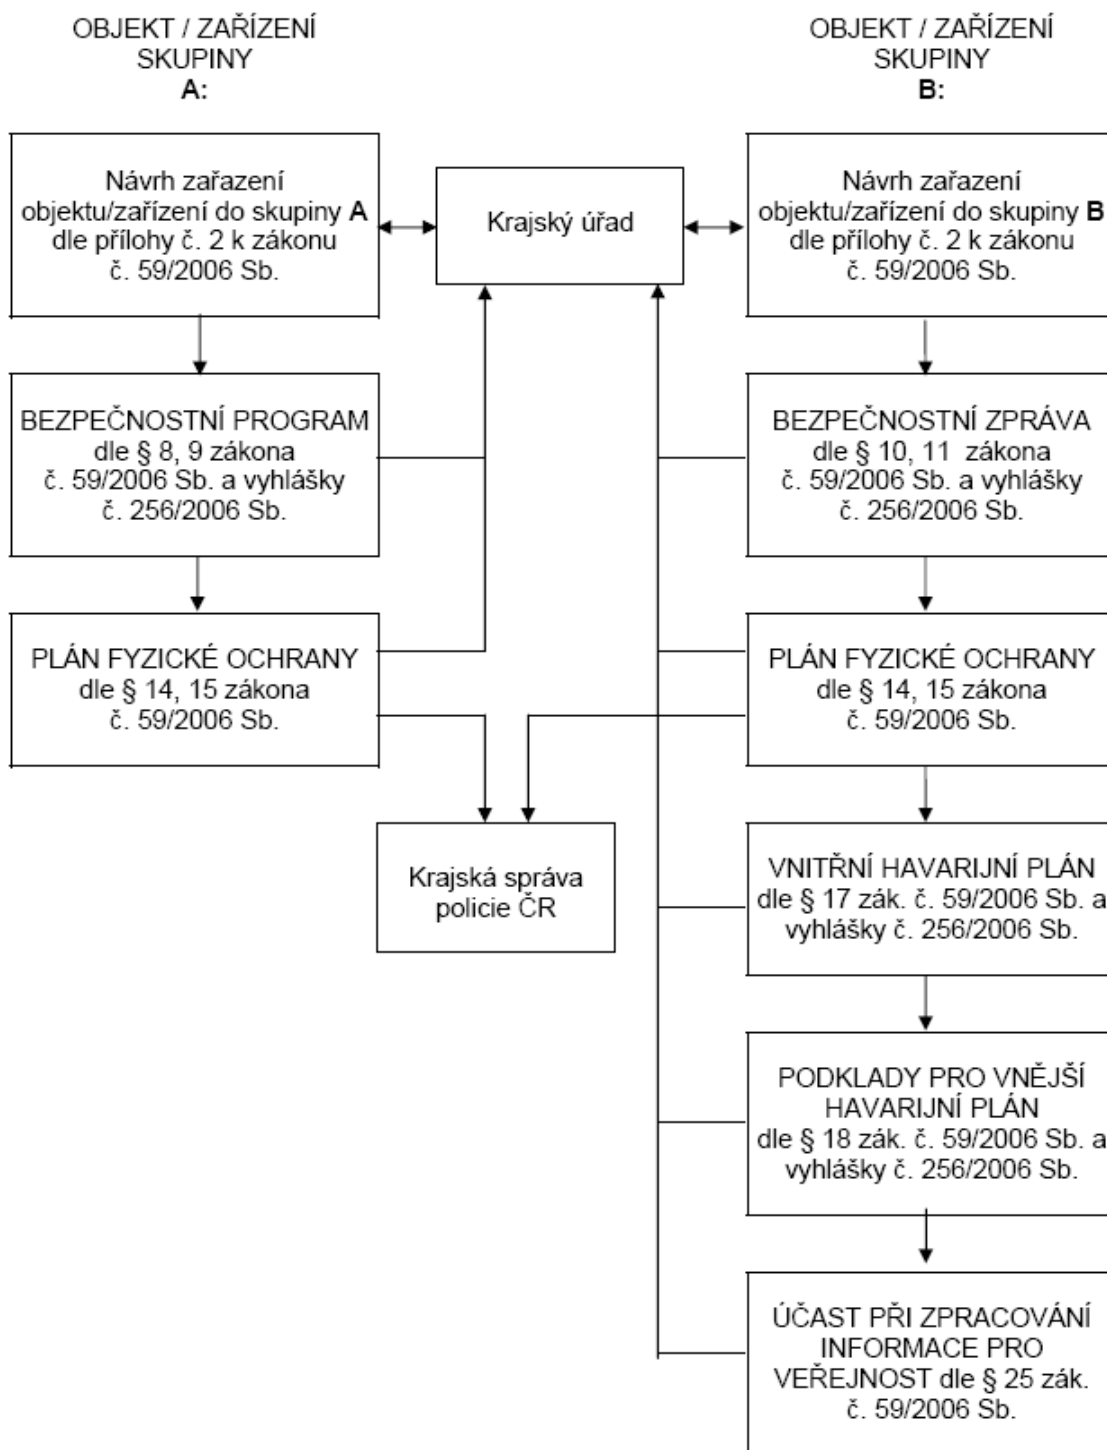 OBJEKT / ZAŘÍZENÍ
SKUPINY
A:
Návrh zařazení
objektu/zařízení do skupiny A
dle přílohy č. 2 k zákonu
č. 59/2006 Sb.
BEZPEČNOSTNÍ PROGRAM
dle § 8, 9 zákona
č. 59/2006 Sb. a vyhlášky
č. 256/2006 Sb.
PLÁN FYZICKÉ OCHRANY
dle § 14, 15 zákona
č. 59/2006 Sb.
Krajský úřad
Krajská správa
policie ČR
OBJEKT / ZAŘÍZENÍ
SKUPINY
B:
Návrh zařazení
objektu/zařízení do skupiny B
dle přílohy č. 2 k zákonu
č. 59/2006 Sb.
BEZPEČNOSTNÍ ZPRÁVA
dle § 10, 11 zákona
č. 59/2006 Sb. a vyhlášky
č. 256/2006 Sb.
PLÁN FYZICKÉ OCHRANY
dle § 14, 15 zákona
č. 59/2006 Sb.
VNITŘNÍ HAVARIJNÍ PLÁN
dle § 17 zák. č. 59/2006 Sb. a
vyhlášky č. 256/2006 Sb.
PODKLADY PRO VNĚJŠÍ
HAVARIJNÍ PLÁN
dle § 18 zák. č. 59/2006 Sb. a
vyhlášky č. 256/2006 Sb.
ÚČAST PŘI ZPRACOVÁNÍ
INFORMACE PRO
VEŘEJNOST dle § 25 zák.
č. 59/2006 Sb.